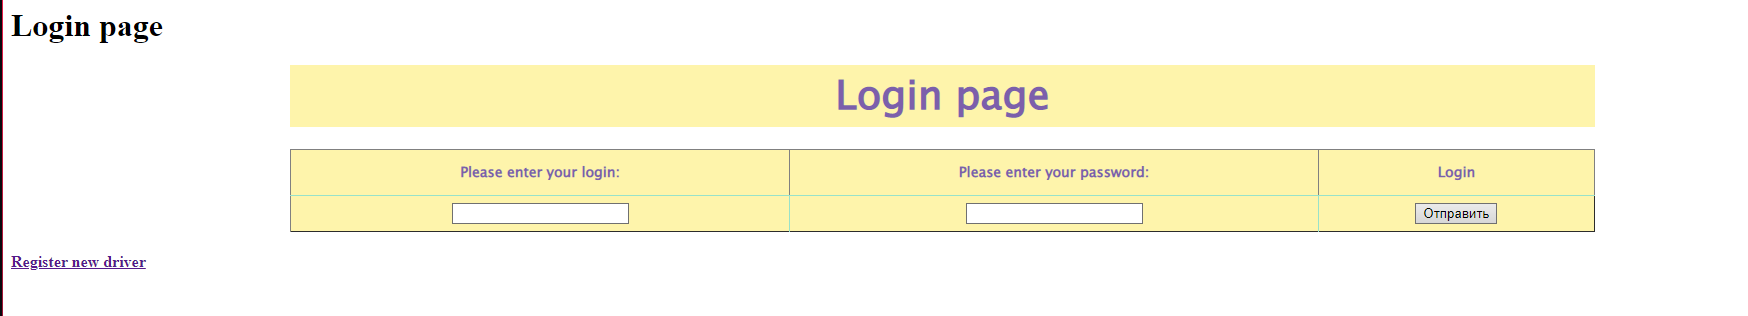 Login page
Login page
Please enter your login: Please enter your password: Login
Отправить
Register new driver